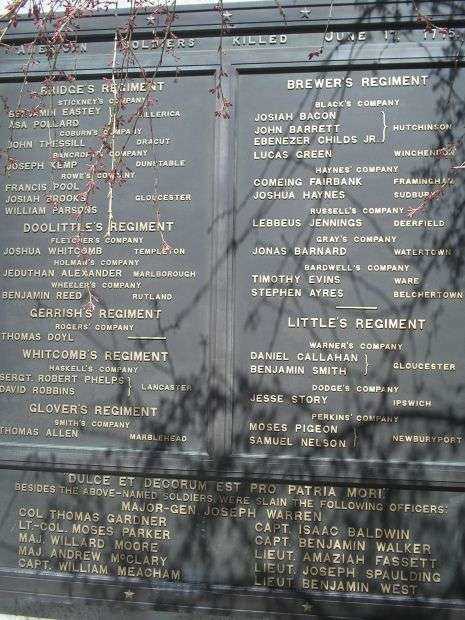 AMERICAN SOLDIERS KILLED JUNE 17, 1775
BRIDGE'S REGIMENT
STICKNEY'S COMPANY
BENJAMIN EASTEY
ASA POLLARD
BILLERICA
COBURN'S COMPANY
JOHN THESSILL DRACUT
BANCROFT'S COMPANY
JOSEPH KEMP DUNSTABLE
ROWE'S COMPANY
FRANCIS POOL
JOSIAH BROOKS
WILLIAM PARSONS
GLOUCESTER
DOOLITTLE'S REGIMENT
FLETCHER'S COMPANY
JOSHUA WHITCOMB TEMPLETON
HOLMAN'S COMPANY
JEDUTHAN ALEXANDER MARLBOROUGH
WHEELER'S COMPANY
BENJAMIN REED RUTLAND
GERRISH'S REGIMENT
ROGERS' COMPANY
THOMAS DOYL
WHITCOMB'S REGIMENT
HASKELL'S COMPANY
SERGT. ROBERT PHELPS
DAVID ROBBINS
LANCASTER
GLOVER'S REGIMENT
SMITH'S COMPANY
THOMAS ALLEN MARBLEHEAD
BREWER'S REGIMENT
BLACK'S COMPANY
JOSIAH BACON
JOHN BARRETT
EBENEZER CHILDS JR.
HUTCHINSON
LUCAS GREEN WINCHENDON
HAYNES' COMPANY
COMEING FAIRBANK FRAMINGHAM
JOSHUA HAYNES SUDBURY
RUSSELL'S COMPANY
LEBBEUS JENNINGS DEERFIELD
GRAY'S COMPANY
JONAS BARNARD WATERTOWN
BARDWELL'S COMPANY
TIMOTHY EVINS WARE
STEPHEN AYRES BELCHERTOWN
LITTLE'S REGIMENT
WARNER'S COMPANY
DANIEL CALLAHAN
BENJAMIN SMITH
GLOUCESTER
DODGE'S COMPANY
JESSE STORY IPSWICH
PERKINS' COMPANY
MOSES PIGEON
SAMUEL NELSON
NEWBURYPORT
"DULCE ET DECORUM EST PRO PATRIA MORI."
BESIDES THE ABOVE-NAMED SOLDIERS, WERE SLAIN THE FOLLOWING OFFICERS:
MAJOR-GEN. JOSEPH WARREN
COL. THOMAS GARDNER
LT.-COL. MOSES PARKER
MAJ. WILLARD MOORE
MAJ. ANDREW McCLARY
CAPT. WILLIAM MEACHAM
CAPT. ISAAC BALDWIN
CAPT. BENJAMIN WALKER
LIEUT. AMAZIAH FASSETT
LIEUT. JOSEPH SPAULDING
LIEUT. BENJAMIN WEST